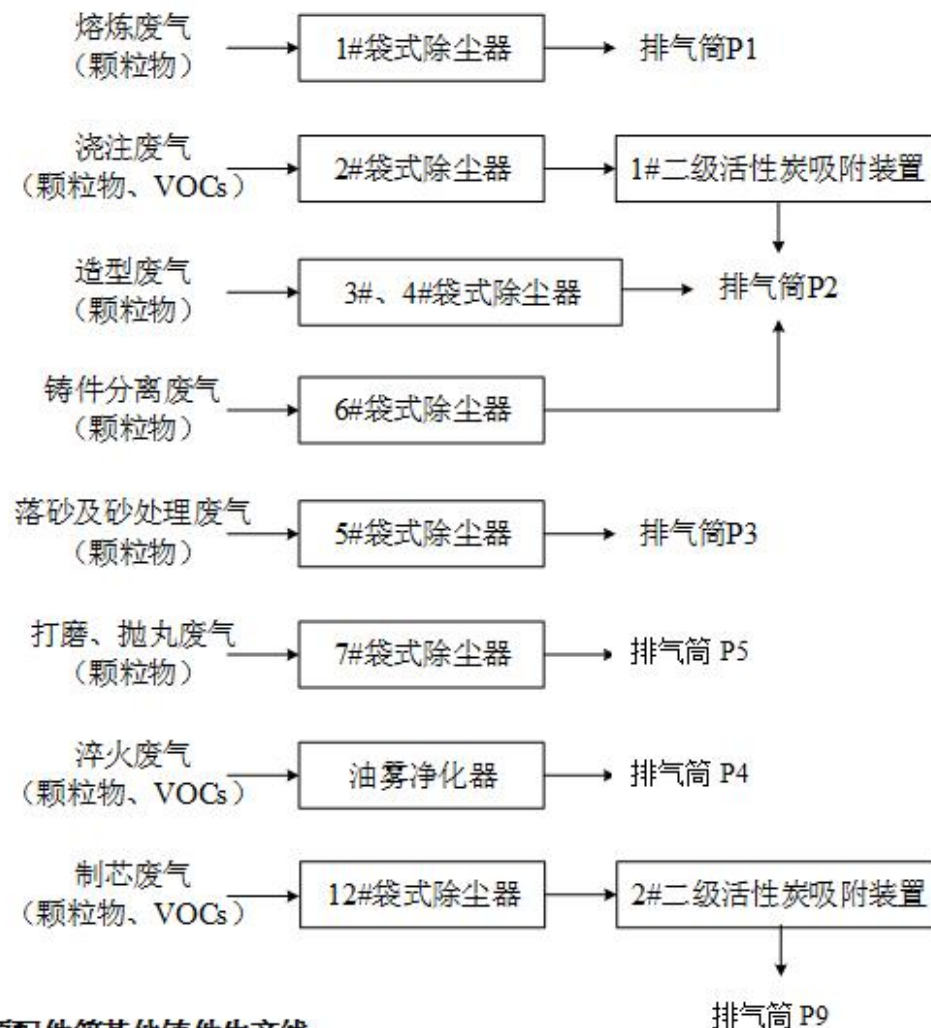 熔炼废气
（颗粒物）
1#袋式除尘器
排气筒P1
浇注废气
（颗粒物、VOCs）
2#袋式除尘器
1#二级活性炭吸附装置
造型废气
（颗粒物）
3#、4#袋式除尘器
排气筒P2
铸件分离废气
（颗粒物）
6#袋式除尘器
落砂及砂处理废气
（颗粒物）
5#袋式除尘器
排气筒P3
打磨、抛丸废气
（颗粒物）
7#袋式除尘器
排气筒 P5
淬火废气
（颗粒物、VOCs）
油雾净化器
排气筒 P4
制芯废气
（颗粒物、VOCs）
12#袋式除尘器
2#二级活性炭吸附装置
排气筒 P9